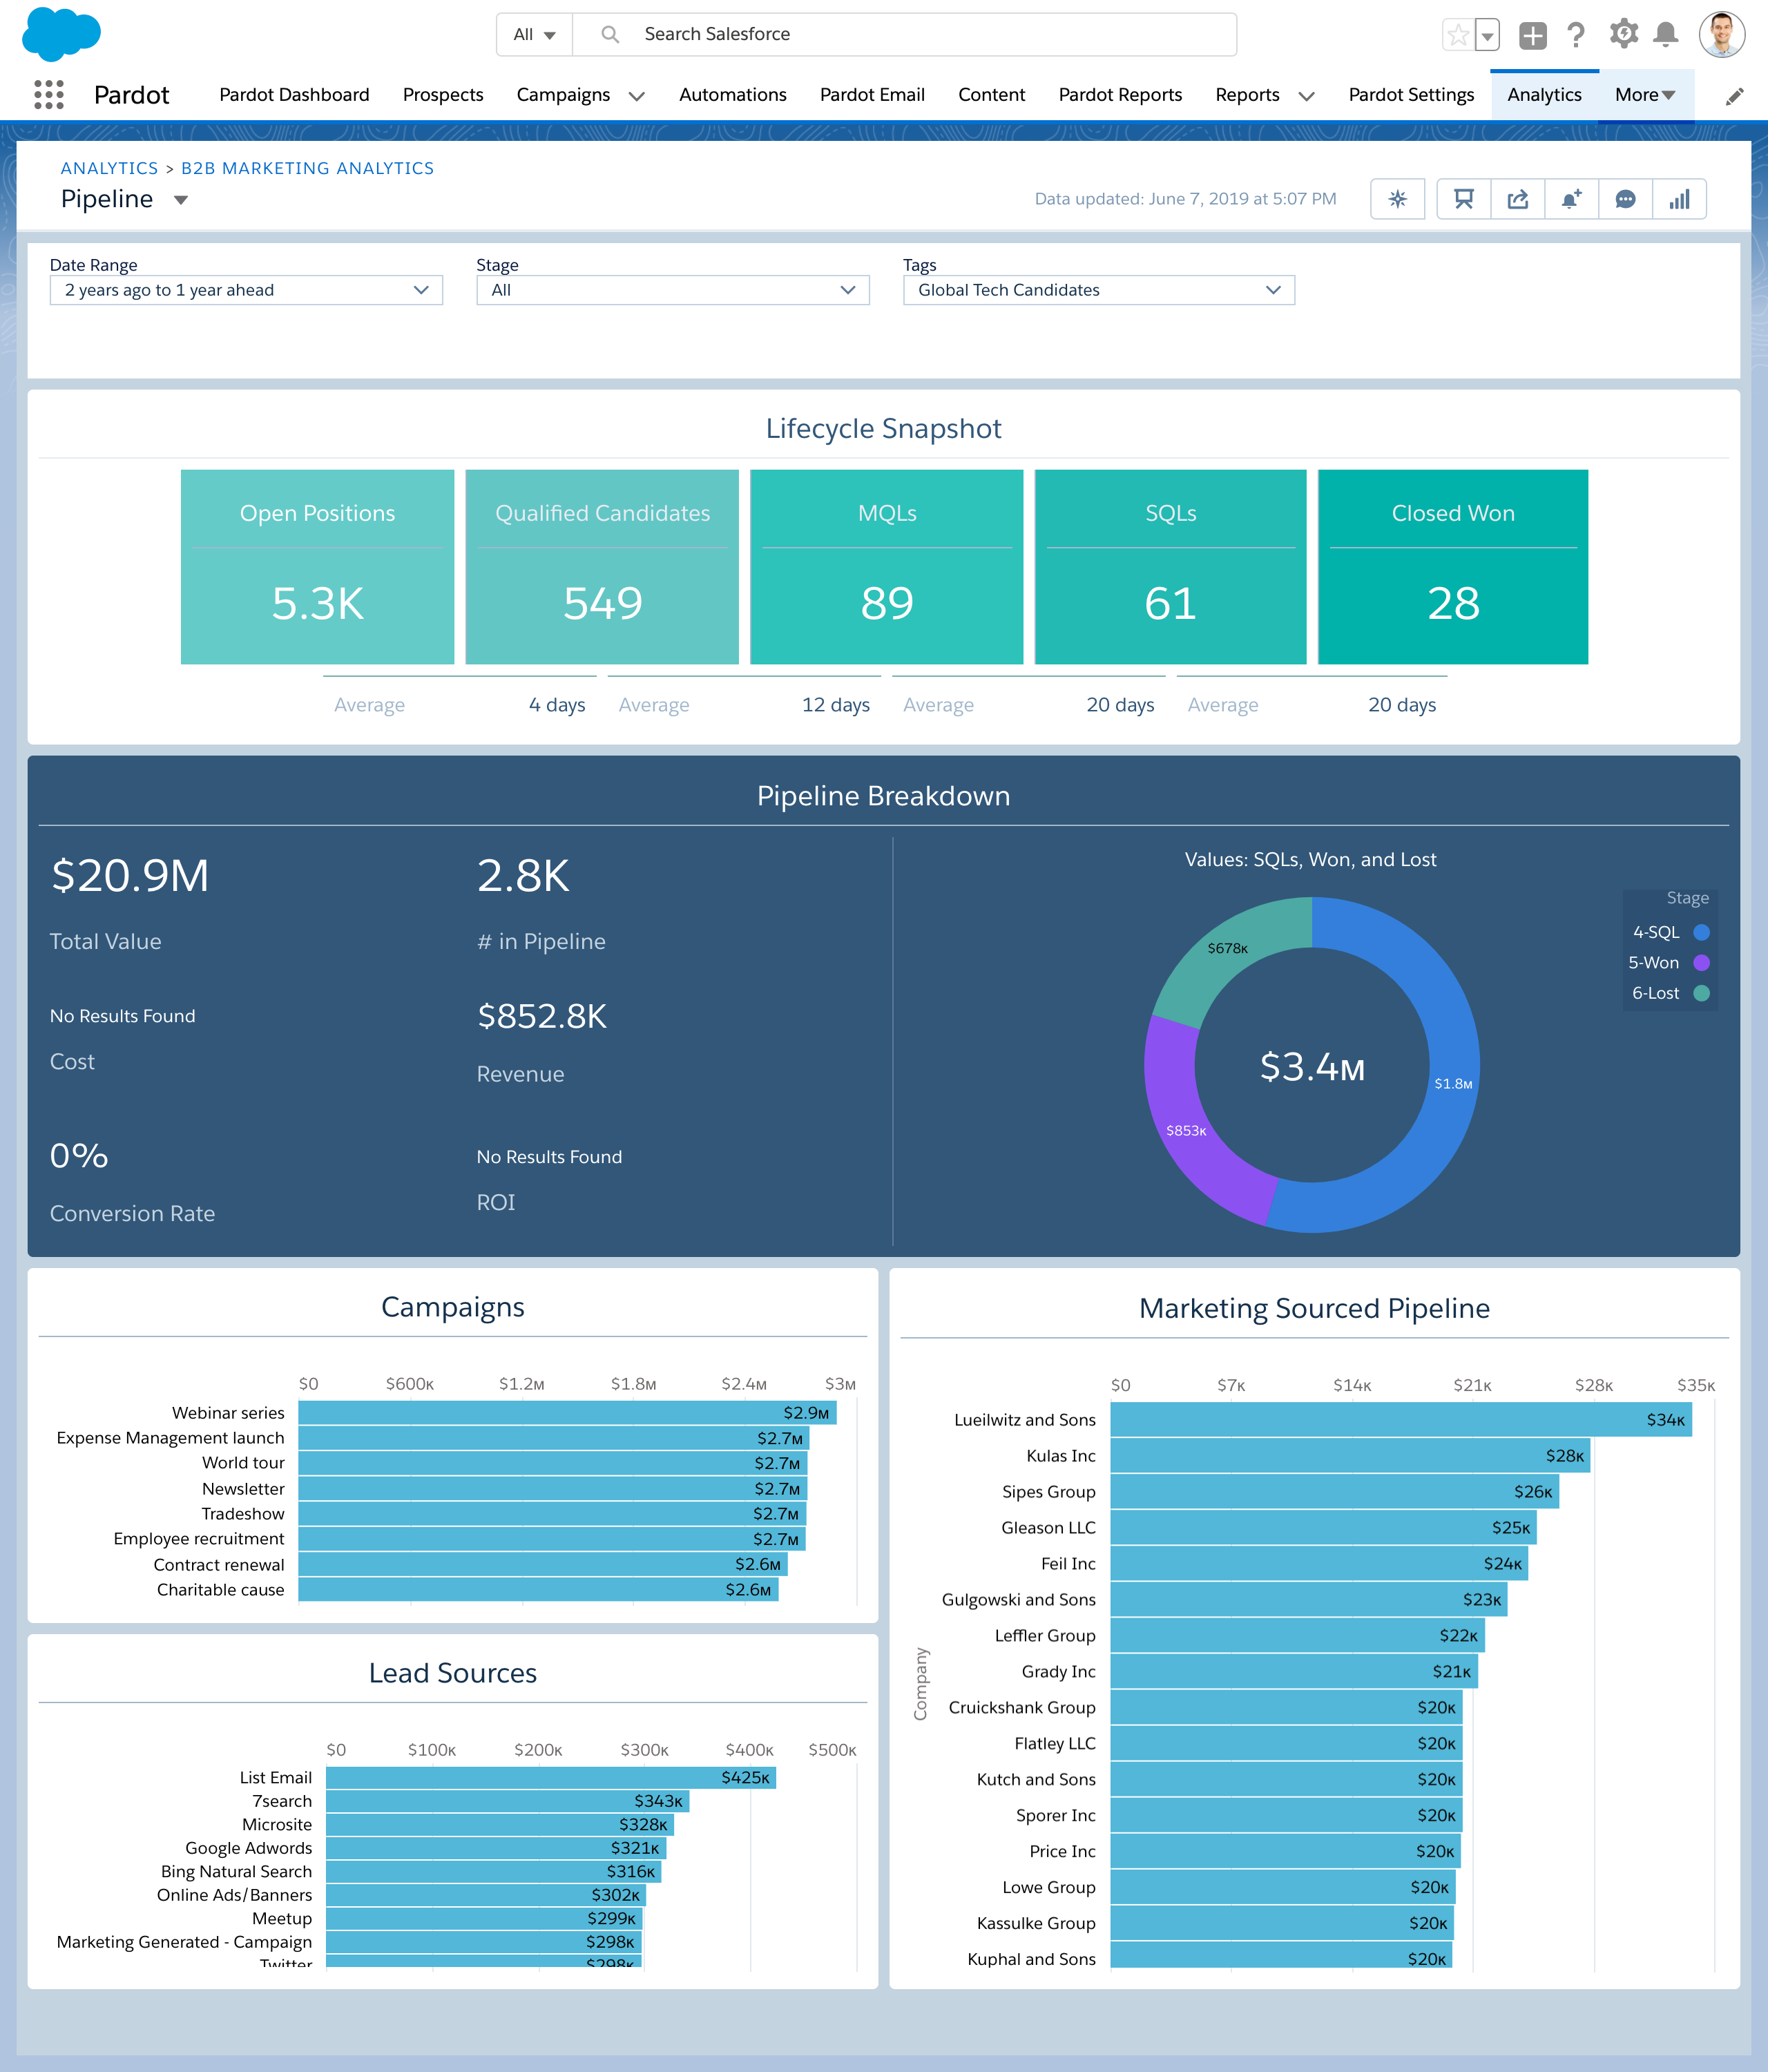 All
Search Salesforce
Pardot
Pardot Dashboard
Prospects
Campaigns
Automations
Pardot Email
Content
Pardot Reports
Reports
Pardot Settings
Analytics
More
ANALYTICS > B2B MARKETING ANALYTICS
Pipeline
Data updated: June 7, 2019 at 5:07 PM
Date Range
2 years ago to 1 year ahead
Stage
All
Tags
Global Tech Candidates
Lifecycle Snapshot
Open Positions
5.3K
Qualified Candidates
549
MQLs
89
SQLs
61
Closed Won
28
Average 4 days
Average 12 days
Average 20 days
Average 20 days
Pipeline Breakdown
$20.9M
Total Value
2.8K
# in Pipeline
No Results Found
Cost
$852.8K
Revenue
0%
Conversion Rate
No Results Found
ROI
Values: SQLs, Won, and Lost
Stage
4-SQL
5-Won
6-Lost
$678K
$1.8M
$853K
$3.4M
Campaigns
$0 $600K $1.2M $1.8M $2.4M $3M
Webinar series $2.9M
Expense Management launch $2.7M
World tour $2.7M
Newsletter $2.7M
Tradeshow $2.7M
Employee recruitment $2.7M
Contract renewal $2.6M
Charitable cause $2.6M
Lead Sources
$0 $100K $200K $300K $400K $500K
List Email $425K
7search $343K
Microsite $328K
Google Adwords $321K
Bing Natural Search $316K
Online Ads/Banners $302K
Meetup $299K
Marketing Generated - Campaign $298K
Twitter $298K
Marketing Sourced Pipeline
$0 $7K $14K $21K $28K $35K
Company
Lueilwitz and Sons $34K
Kulas Inc $28K
Sipes Group $26K
Gleason LLC $25K
Feil Inc $24K
Gulgowski and Sons $23K
Leffler Group $22K
Grady Inc $21K
Cruickshank Group $20K
Flatley LLC $20K
Kutch and Sons $20K
Sporer Inc $20K
Price Inc $20K
Lowe Group $20K
Kassulke Group $20K
Kuphal and Sons $20K